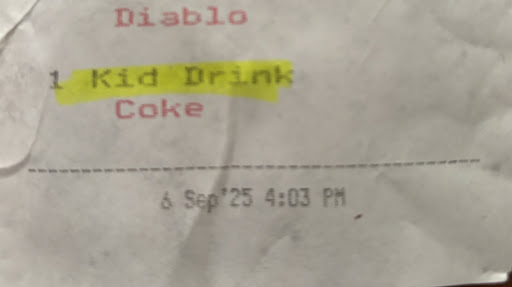 Diablo
1 Kid Drink
Coke
6 Sep'25 4:03 PM